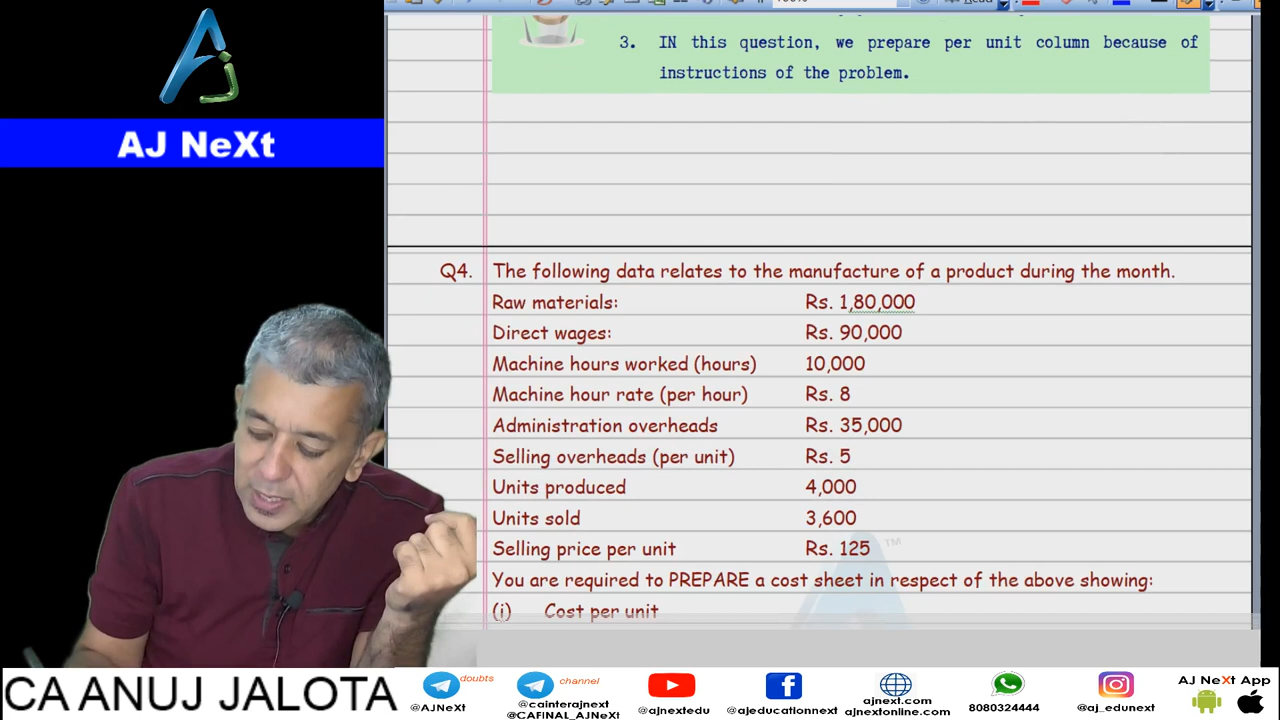 3. IN this question, we prepare per unit column because of
instructions of the problem.
AJ NeXt
Q4. The following data relates to the manufacture of a product during the month.
Raw materials: Rs. 1,80,000
Direct wages: Rs. 90,000
Machine hours worked (hours) 10,000
Machine hour rate (per hour) Rs. 8
Administration overheads Rs. 35,000
Selling overheads (per unit) Rs. 5
Units produced 4,000
Units sold 3,600
Selling price per unit Rs. 125
TM
You are required to PREPARE a cost sheet in respect of the above showing:
(i) Cost per unit
CA ANUJ JALOTA
doubts
@AJNeXt
channel
@cainterajnext
@CAFINAL_AJNeXt
@ajnextedu
@ajeducationnext
ajnext.com
ajnextonline.com
8080324444
@aj_edunext
AJ NeXt App